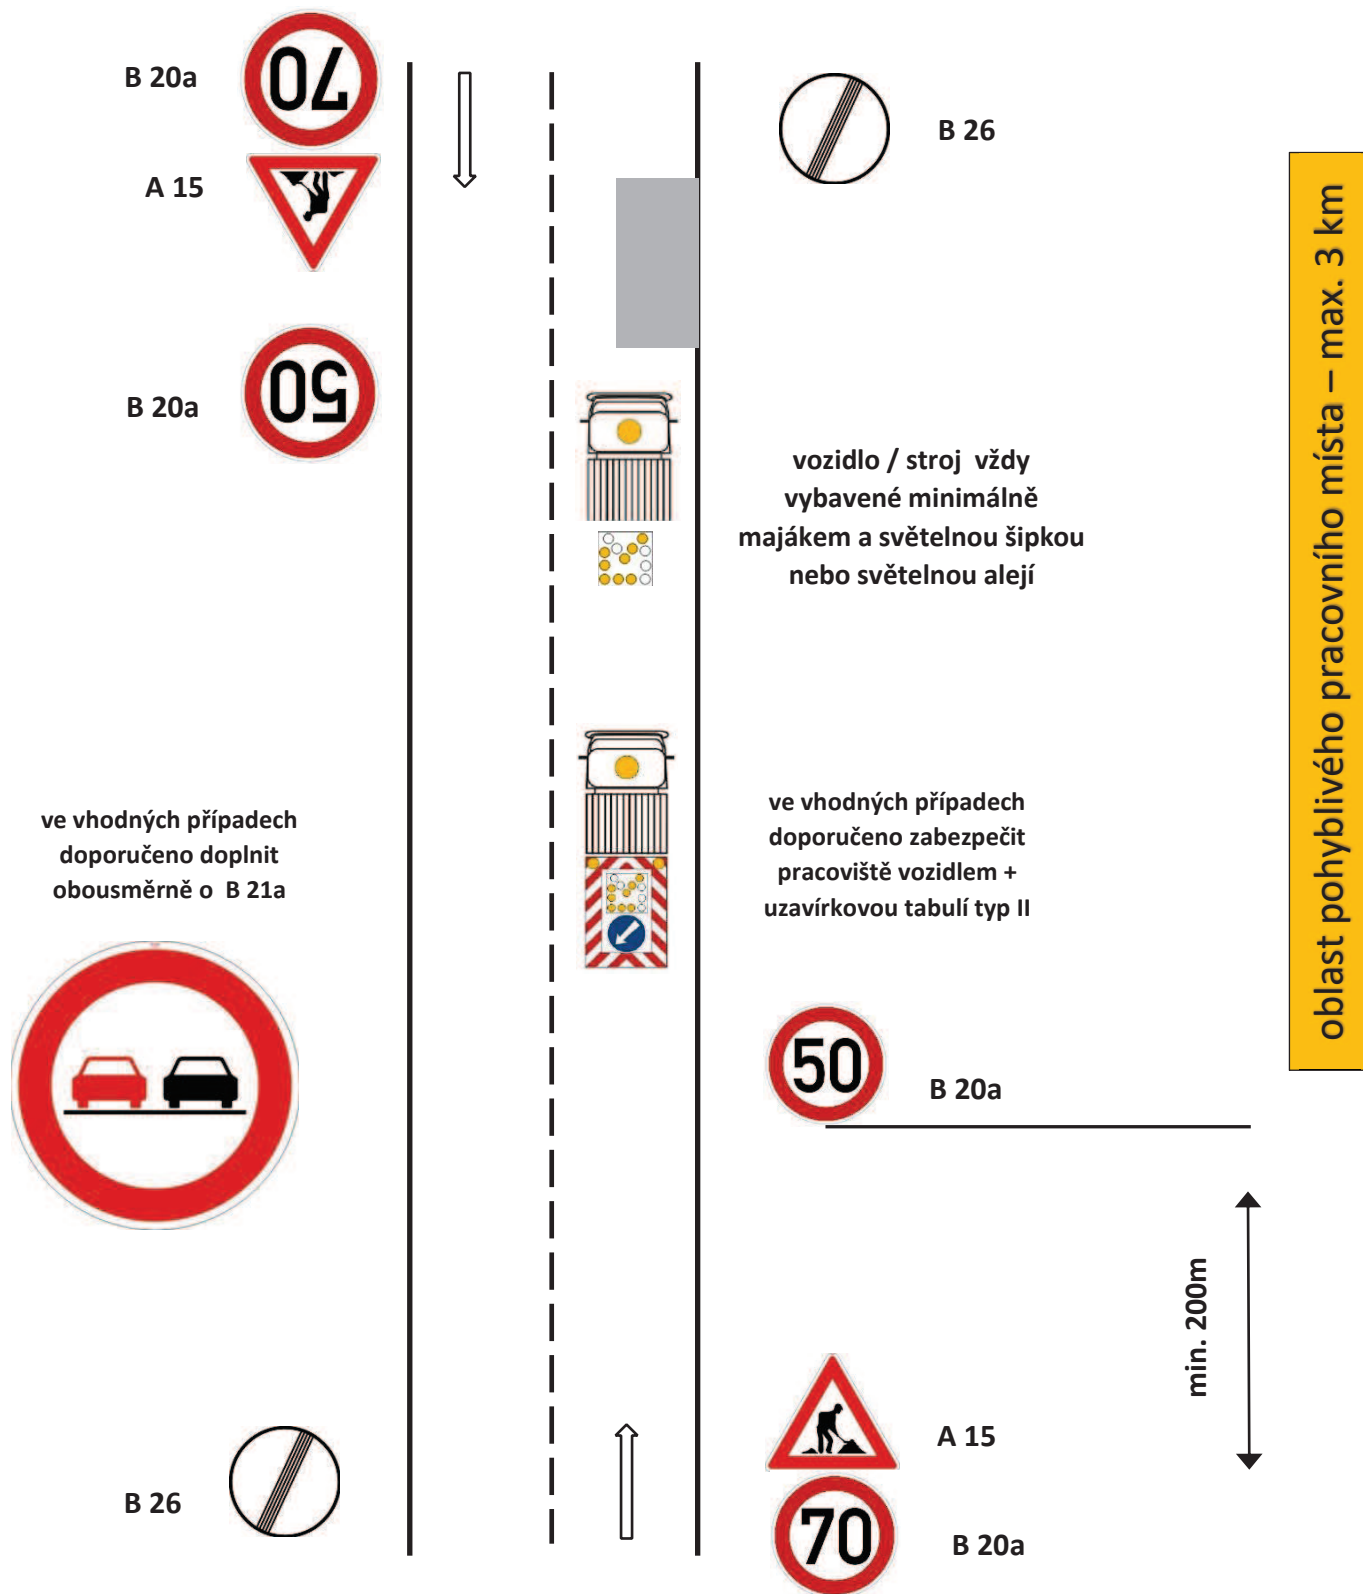 70
B 20a
B 26
A 15
50
B 20a
vozidlo / stroj vždy
vybavené minimálně
majákem a světelnou šipkou
nebo světelnou alejí
oblast pohyblivého pracovního místa – max. 3 km
ve vhodných případech
doporučeno doplnit
obousměrně o B 21a
ve vhodných případech
doporučeno zabezpečit
pracoviště vozidlem +
uzavírkovou tabulí typ II
50
B 20a
min. 200m
A 15
B 26
70
B 20a